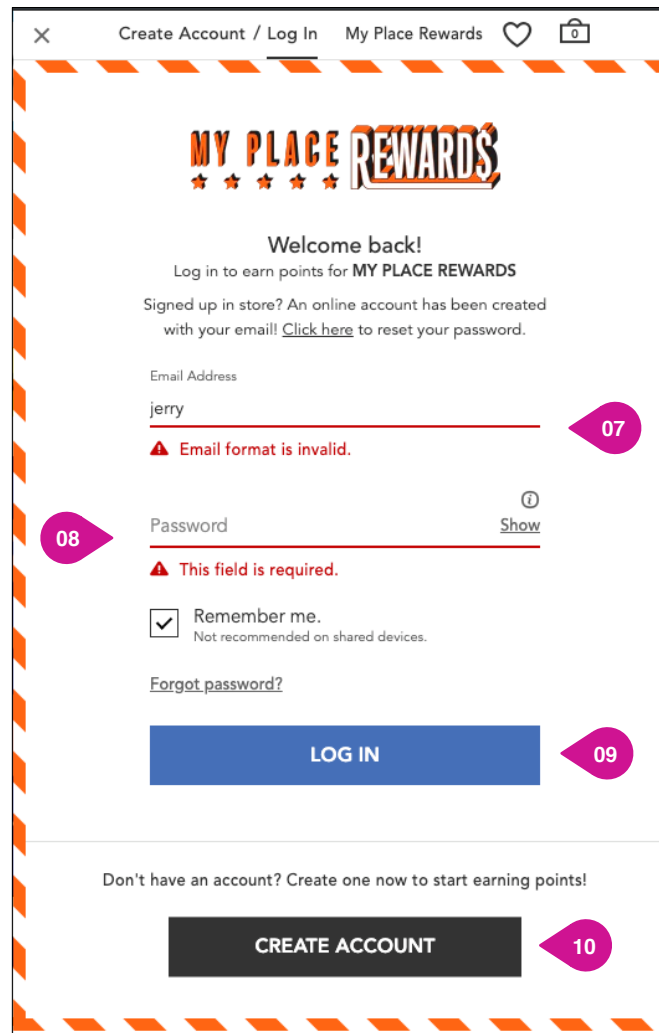 Create Account / Log In My Place Rewards 0
MY PLACE REWARDS
Welcome back!
Log in to earn points for MY PLACE REWARDS
Signed up in store? An online account has been created
with your email! Click here to reset your password.
Email Address
jerry
07
Email format is invalid.
Password
Show
08
This field is required.
Remember me.
Not recommended on shared devices.
Forgot password?
LOG IN
09
Don't have an account? Create one now to start earning points!
CREATE ACCOUNT
10